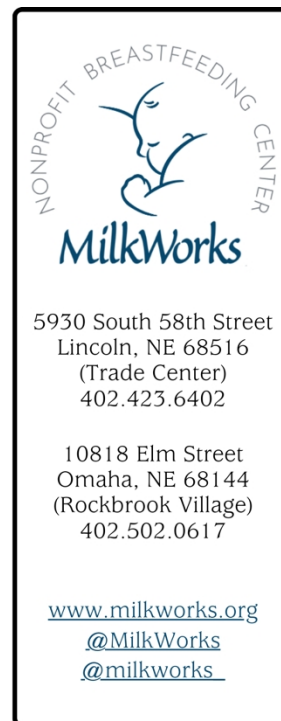 NONPROFIT BREASTFEEDING CENTER
MilkWorks
5930 South 58th Street
Lincoln, NE 68516
(Trade Center)
402.423.6402
10818 Elm Street
Omaha, NE 68144
(Rockbrook Village)
402.502.0617
www.milkworks.org
@MilkWorks
@milkworks_